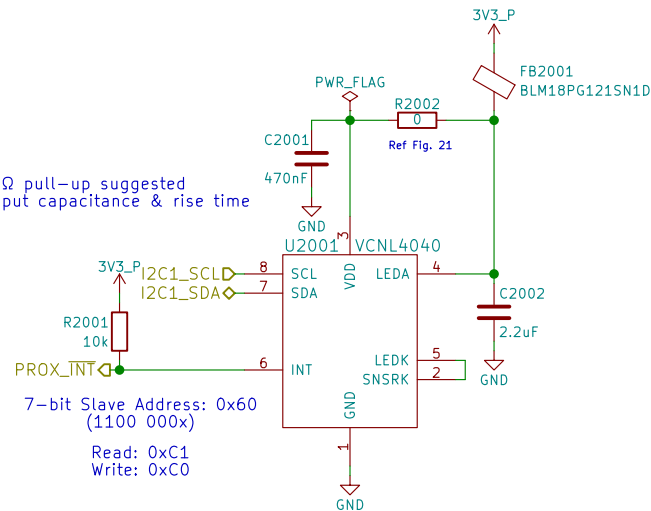 3V3_P
FB2001
BLM18PG121SN1D
PWR_FLAG
R2002
0
Ref Fig. 21
C2001
470nF
GND
Ω pull-up suggested
put capacitance & rise time
U2001 VCNL4040
3
VDD
3V3_P
I2C1_SCL 8 SCL
I2C1_SDA 7 SDA
LEDA 4
C2002
2.2uF
GND
R2001
10k
PROX_INT 6 INT
LEDK 5
SNSRK 2
GND
1
GND
7-bit Slave Address: 0x60
(1100 000x)
Read: 0xC1
Write: 0xC0